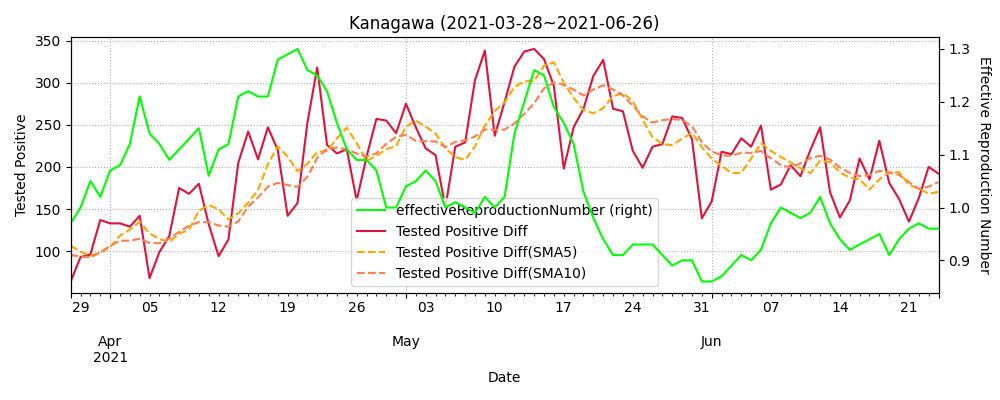 Kanagawa (2021-03-28~2021-06-26)
350
300
250
200
150
100
Tested Positive
1.3
1.2
1.1
1.0
0.9
Effective Reproduction Number
effectiveReproductionNumber (right)
Tested Positive Diff
Tested Positive Diff(SMA5)
Tested Positive Diff(SMA10)
29 05 12 19 26 03 10 17 24 31 07 14 21
Apr May Jun
2021
Date